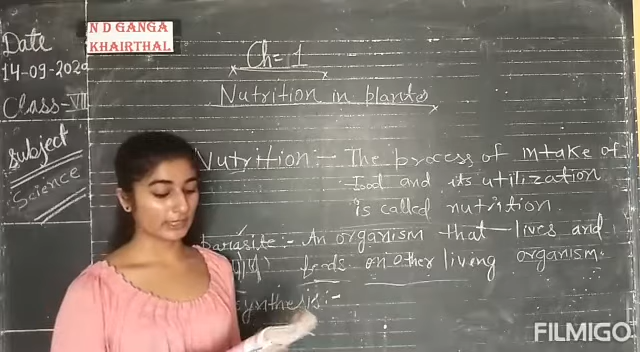 N D GANGA
KHAIRTHAL
Date
14-09-2020
Class-VII
Subject
Science
Ch=1
Nutrition in plants
Nutrition:- The process of intake of
food and its utilization
is called nutrition.
parasite:- An organism that lives and
feeds on other living organism.
synthesis:-
FILMIGO